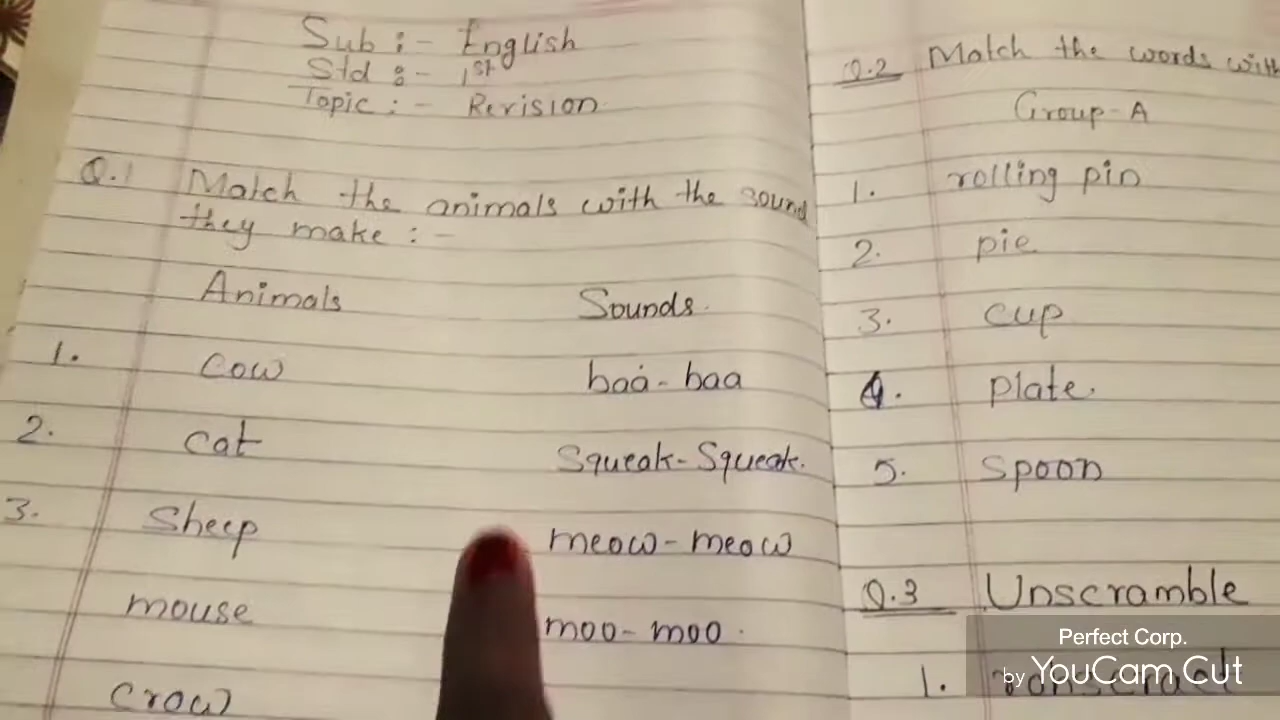 Sub :- English
Std :- 1st
Topic :- Revision
Q.1 Match the animals with the sound
they make :-
Animals Sounds.
1. Cow baa-baa
2. cat Squeak-Squeak.
3. Sheep meow-meow
mouse moo-moo.
Crow
Q.2 Match the words with
Group-A
1. rolling pin
2. pie
3. cup
4. plate.
5. spoon
Q.3 Unscramble
1.
Perfect Corp.
by YouCam Cut